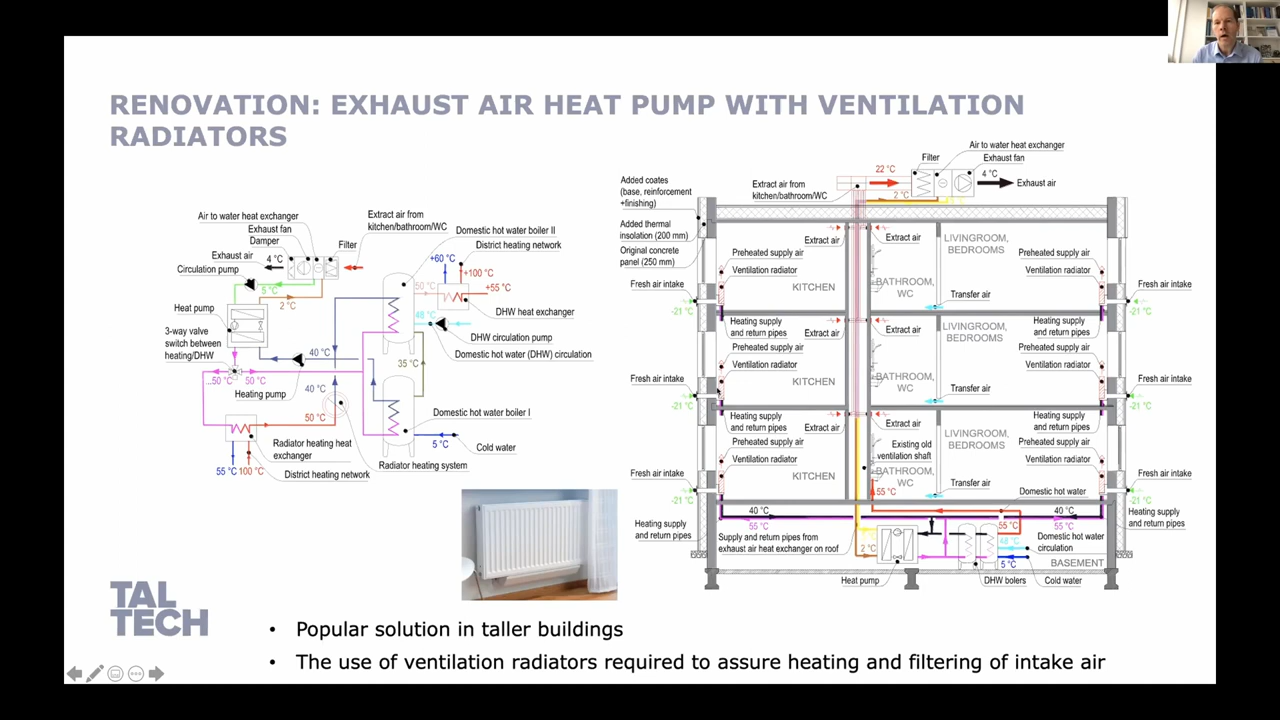 RENOVATION: EXHAUST AIR HEAT PUMP WITH VENTILATION
RADIATORS
Air to water heat exchanger
Exhaust fan
Damper
Exhaust air
4 °C
Circulation pump
5 °C
2 °C
Filter
Extract air from
kitchen/bathroom/WC
Heat pump
3-way valve
switch between
heating/DHW
...50 °C
50 °C
40 °C
Heating pump
40 °C
50 °C
Radiator heating heat
exchanger
55 °C
100 °C
District heating network
Domestic hot water boiler II
District heating network
+60 °C
+100 °C
50 °C
+55 °C
DHW heat exchanger
48 °C
DHW circulation pump
Domestic hot water (DHW) circulation
35 °C
Domestic hot water boiler I
Cold water
5 °C
Radiator heating system
Added coates
(base, reinforcement
+finishing)
Added thermal
insolation (200 mm)
Original concrete
panel (250 mm)
Extract air from
kitchen/bathroom/WC
22 °C
2 °C
Filter
Air to water heat exchanger
Exhaust fan
4 °C
Exhaust air
Extract air
Extract air
LIVINGROOM,
BEDROOMS
Preheated supply air
Ventilation radiator
KITCHEN
BATHROOM,
WC
Transfer air
Preheated supply air
Ventilation radiator
Fresh air intake
-21 °C
Fresh air intake
-21 °C
Heating supply
and return pipes
Extract air
Extract air
LIVINGROOM,
BEDROOMS
Heating supply
and return pipes
Preheated supply air
Ventilation radiator
KITCHEN
BATHROOM,
WC
Transfer air
Preheated supply air
Ventilation radiator
Fresh air intake
-21 °C
Fresh air intake
-21 °C
Heating supply
and return pipes
Extract air
Extract air
LIVINGROOM,
BEDROOMS
Heating supply
and return pipes
Preheated supply air
Ventilation radiator
KITCHEN
Existing old
ventilation shaft
BATHROOM,
WC
Transfer air
Preheated supply air
Ventilation radiator
Fresh air intake
-21 °C
Fresh air intake
-21 °C
55 °C
Domestic hot water
Heating supply
and return pipes
40 °C
55 °C
40 °C
55 °C
Heating supply
and return pipes
Supply and return pipes from
exhaust air heat exchanger on roof
2 °C
55 °C
48 °C
5 °C
Domestic hot water
circulation
BASEMENT
Heat pump
DHW bolers
Cold water
TAL
TECH
• Popular solution in taller buildings
• The use of ventilation radiators required to assure heating and filtering of intake air